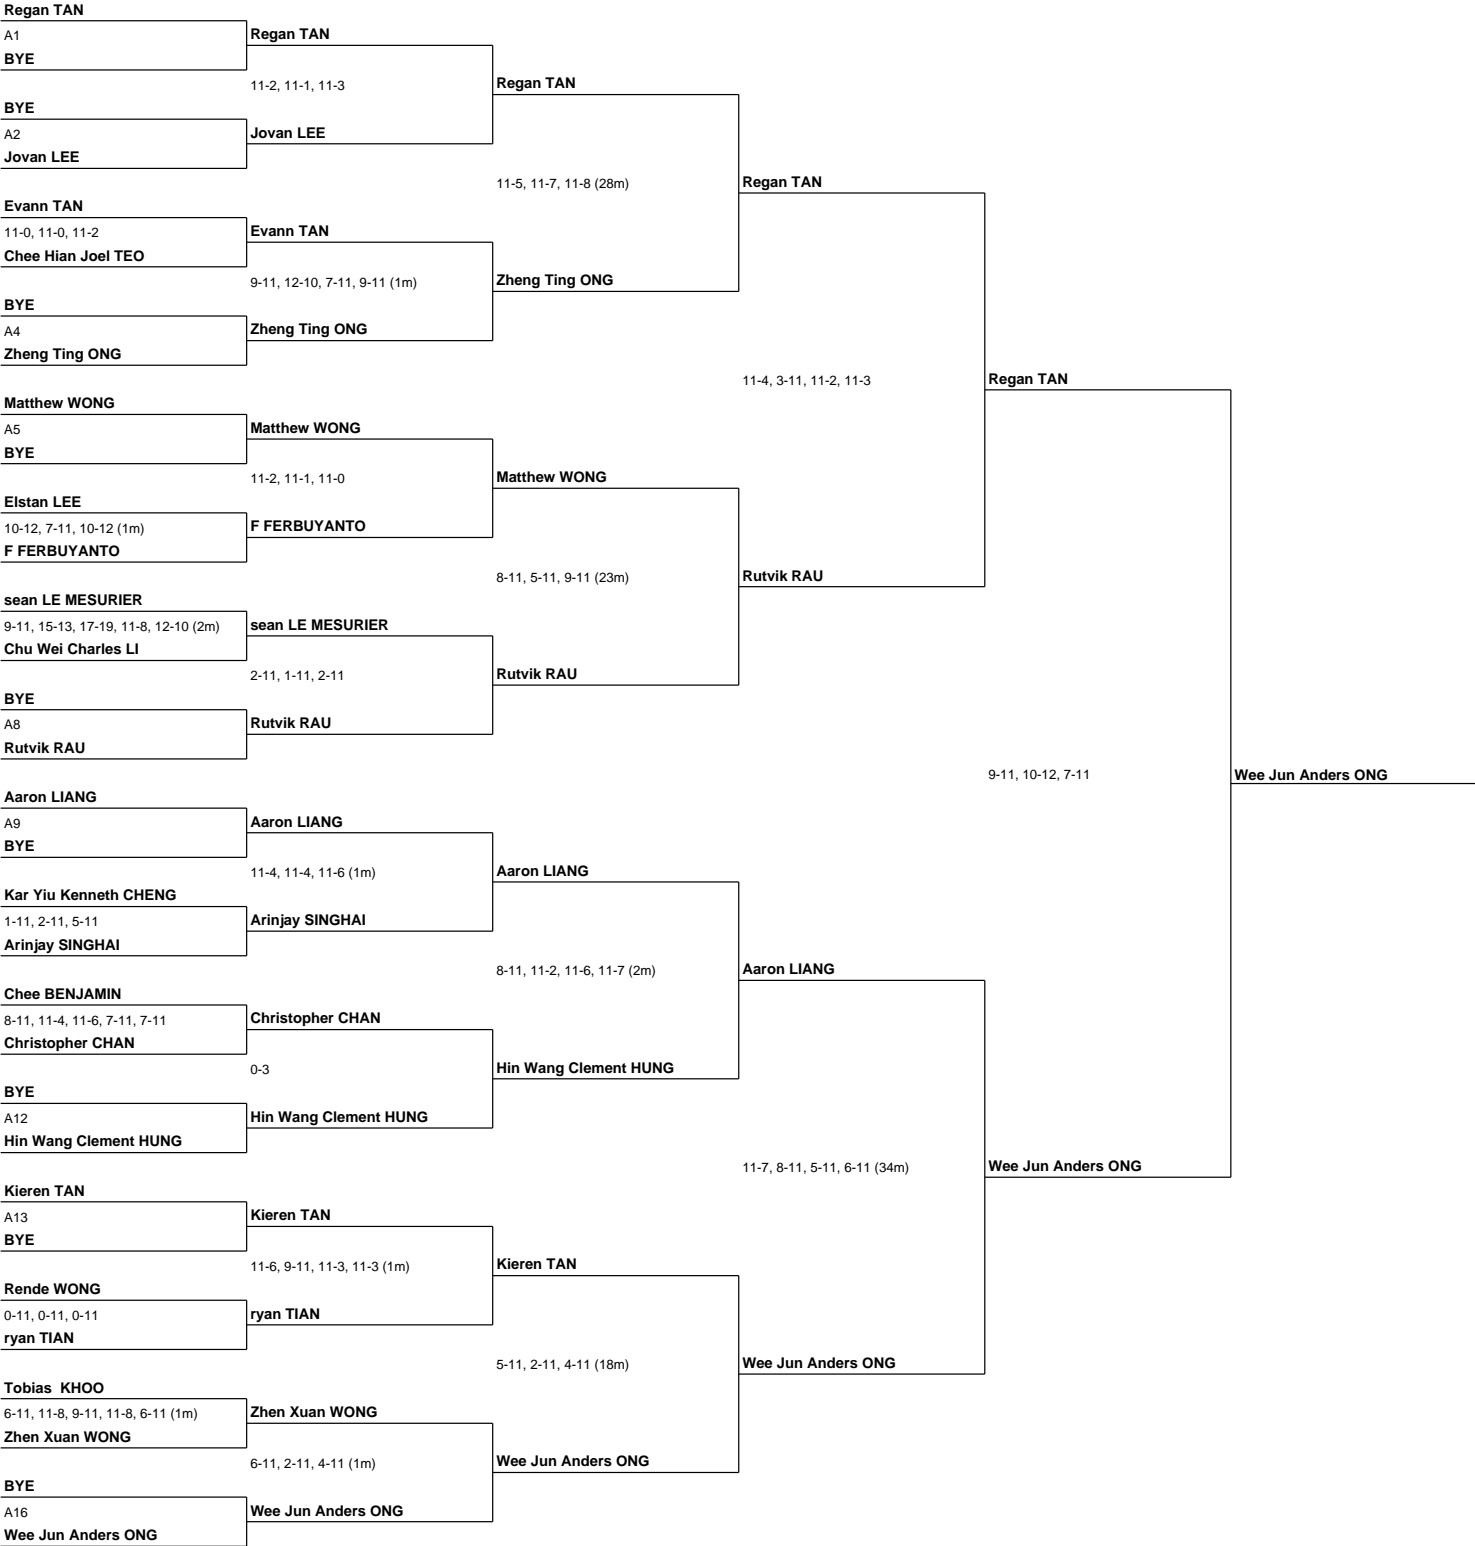 Regan TAN
A1
BYE
BYE
A2
Jovan LEE
Evann TAN
11-0, 11-0, 11-2
Chee Hian Joel TEO
BYE
A4
Zheng Ting ONG
Matthew WONG
A5
BYE
Elstan LEE
10-12, 7-11, 10-12 (1m)
F FERBUYANTO
sean LE MESURIER
9-11, 15-13, 17-19, 11-8, 12-10 (2m)
Chu Wei Charles LI
BYE
A8
Rutvik RAU
Aaron LIANG
A9
BYE
Kar Yiu Kenneth CHENG
1-11, 2-11, 5-11
Arinjay SINGHAI
Chee BENJAMIN
8-11, 11-4, 11-6, 7-11, 7-11
Christopher CHAN
BYE
A12
Hin Wang Clement HUNG
Kieren TAN
A13
BYE
Rende WONG
0-11, 0-11, 0-11
ryan TIAN
Tobias  KHOO
6-11, 11-8, 9-11, 11-8, 6-11 (1m)
Zhen Xuan WONG
BYE
A16
Wee Jun Anders ONG
Regan TAN
11-2, 11-1, 11-3
Jovan LEE
Evann TAN
9-11, 12-10, 7-11, 9-11 (1m)
Zheng Ting ONG
Matthew WONG
11-2, 11-1, 11-0
F FERBUYANTO
sean LE MESURIER
2-11, 1-11, 2-11
Rutvik RAU
Aaron LIANG
11-4, 11-4, 11-6 (1m)
Arinjay SINGHAI
Christopher CHAN
0-3
Hin Wang Clement HUNG
Kieren TAN
11-6, 9-11, 11-3, 11-3 (1m)
ryan TIAN
Zhen Xuan WONG
6-11, 2-11, 4-11 (1m)
Wee Jun Anders ONG
Regan TAN
11-5, 11-7, 11-8 (28m)
Zheng Ting ONG
Matthew WONG
8-11, 5-11, 9-11 (23m)
Rutvik RAU
Aaron LIANG
8-11, 11-2, 11-6, 11-7 (2m)
Hin Wang Clement HUNG
Kieren TAN
5-11, 2-11, 4-11 (18m)
Wee Jun Anders ONG
Regan TAN
11-4, 3-11, 11-2, 11-3
Rutvik RAU
Aaron LIANG
11-7, 8-11, 5-11, 6-11 (34m)
Wee Jun Anders ONG
Regan TAN
9-11, 10-12, 7-11
Wee Jun Anders ONG
Wee Jun Anders ONG